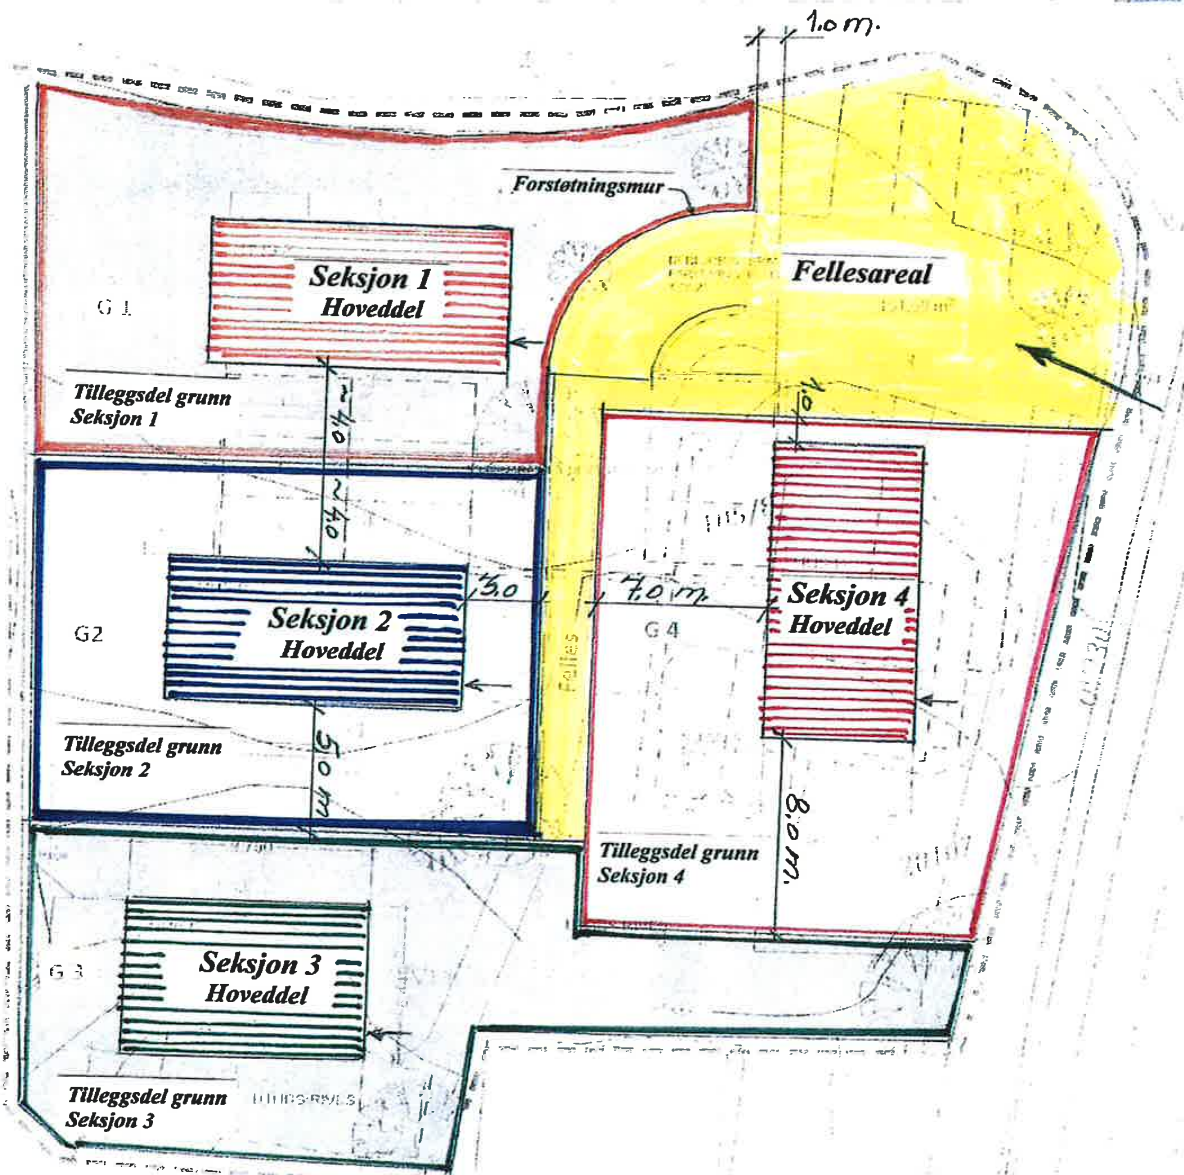 1.0 m.
Forstøtningsmur
Seksjon 1
Hoveddel
G 1
Fellesareal
Tilleggsdel grunn
Seksjon 1
1.0
~4.0
~4.0
G2
Seksjon 2
Hoveddel
5.0
7.0 m.
G 4
Seksjon 4
Hoveddel
Felles
Tilleggsdel grunn
Seksjon 2
5.0 m
8.0 m.
Tilleggsdel grunn
Seksjon 4
G 3
Seksjon 3
Hoveddel
Tilleggsdel grunn
Seksjon 3